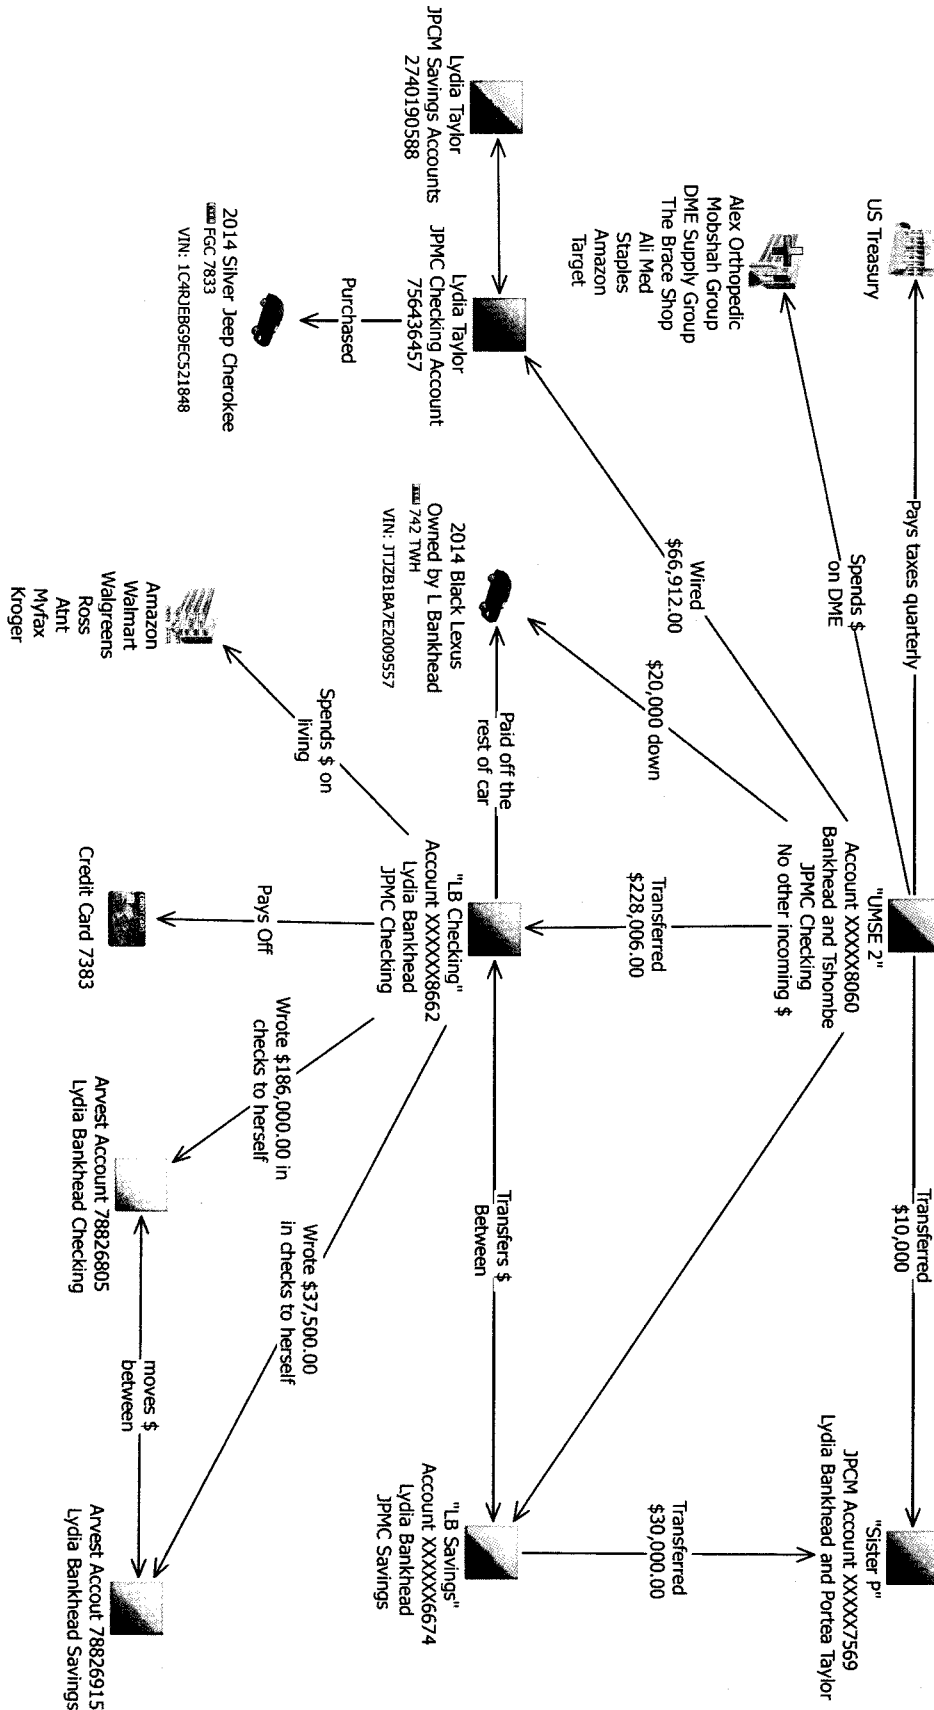 US Treasury
Pays taxes quarterly
"UMSE 2"
Account XXXXX8060
Bankhead and Tshombe
JPMC Checking
No other incoming $
Transferred
$10,000
"Sister P"
JPCM Account XXXXX7569
Lydia Bankhead and Portea Taylor
Alex Orthopedic
Mobshah Group
DME Supply Group
The Brace Shop
Ali Med
Staples
Amazon
Target
Spends $
on DME
Wired
$66,912.00
$20,000 down
Transferred
$228,006.00
Transferred
$30,000.00
Lydia Taylor
JPCM Savings Accounts
2740190588
Lydia Taylor
JPMC Checking Account
756436457
Purchased
2014 Silver Jeep Cherokee
FGC 7833
VIN: 1C4RJEBG9EC521848
2014 Black Lexus
Owned by L Bankhead
742 TWH
VIN: JTJZB1BA7E2009557
Paid off the
rest of car
"LB Checking"
Account XXXXXX8662
Lydia Bankhead
JPMC Checking
Transfers $
Between
"LB Savings"
Account XXXXXX6674
Lydia Bankhead
JPMC Savings
Spends $ on
living
Amazon
Walmart
Walgreens
Ross
Atnt
Myfax
Kroger
Pays Off
Credit Card 7383
Wrote $186,000.00 in
checks to herself
Wrote $37,500.00
in checks to herself
Arvest Account 78826805
Lydia Bankhead Checking
moves $
between
Arvest Accout 78826915
Lydia Bankhead Savings